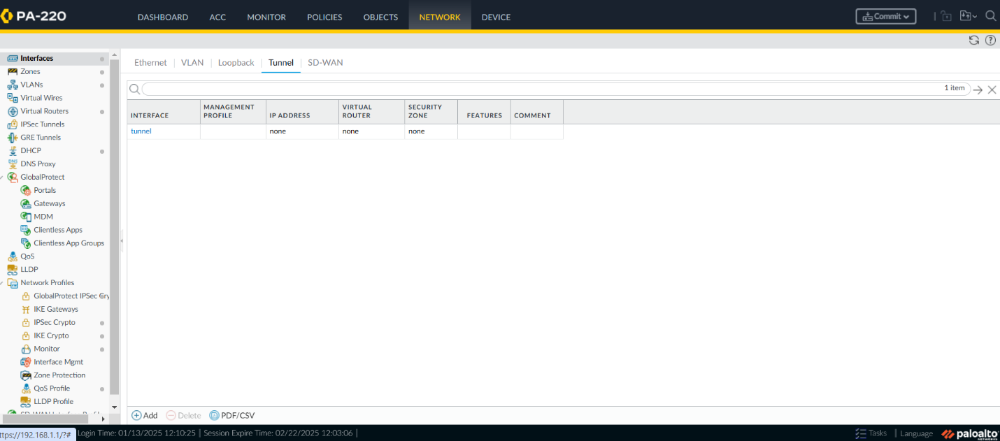 PA-220 DASHBOARD ACC MONITOR POLICIES OBJECTS NETWORK DEVICE Commit
Interfaces
Zones
VLANs
Virtual Wires
Virtual Routers
IPSec Tunnels
GRE Tunnels
DHCP
DNS Proxy
GlobalProtect
Portals
Gateways
MDM
Clientless Apps
Clientless App Groups
QoS
LLDP
Network Profiles
GlobalProtect IPSec Cry
IKE Gateways
IPSec Crypto
IKE Crypto
Monitor
Interface Mgmt
Zone Protection
QoS Profile
LLDP Profile
Ethernet VLAN Loopback Tunnel SD-WAN
1 item
INTERFACE MANAGEMENT PROFILE IP ADDRESS VIRTUAL ROUTER SECURITY ZONE FEATURES COMMENT
tunnel none none none
Add Delete PDF/CSV
ttps://192.168.1.1/?# Login Time: 01/13/2025 12:10:25 | Session Expire Time: 02/22/2025 12:03:06 | Tasks | Language paloalto NETWORKS